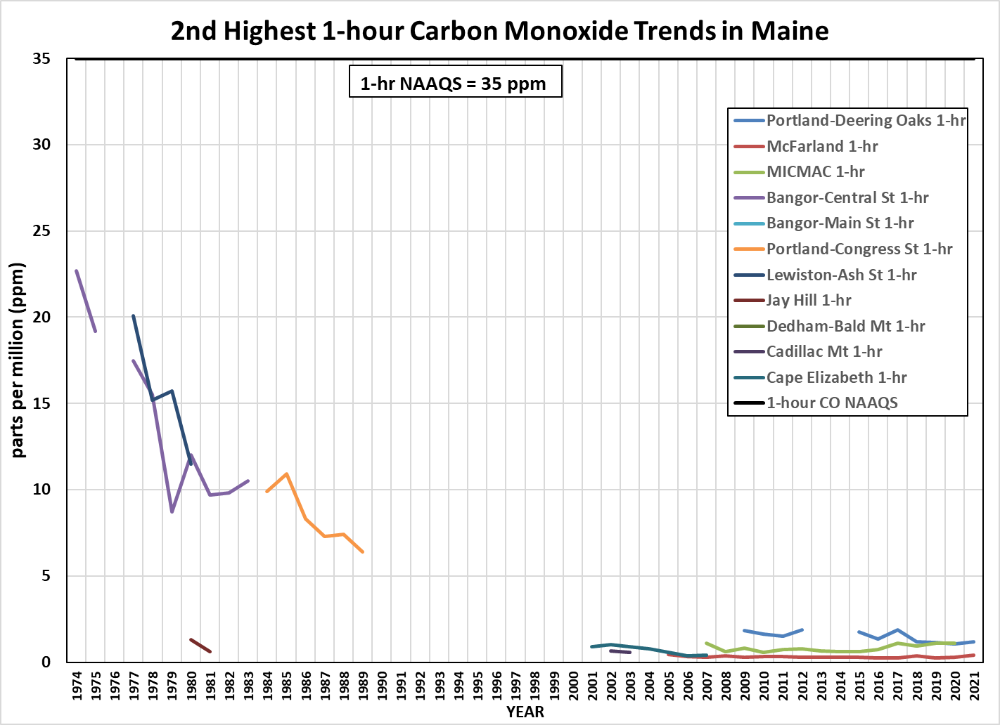 2nd Highest 1-hour Carbon Monoxide Trends in Maine
1-hr NAAQS = 35 ppm
35
30
25
20
15
10
5
0
parts per million (ppm)
Portland-Deering Oaks 1-hr
McFarland 1-hr
MICMAC 1-hr
Bangor-Central St 1-hr
Bangor-Main St 1-hr
Portland-Congress St 1-hr
Lewiston-Ash St 1-hr
Jay Hill 1-hr
Dedham-Bald Mt 1-hr
Cadillac Mt 1-hr
Cape Elizabeth 1-hr
1-hour CO NAAQS
1974 1975 1976 1977 1978 1979 1980 1981 1982 1983 1984 1985 1986 1987 1988 1989 1990 1991 1992 1993 1994 1995 1996 1997 1998 1999 2000 2001 2002 2003 2004 2005 2006 2007 2008 2009 2010 2011 2012 2013 2014 2015 2016 2017 2018 2019 2020 2021
YEAR